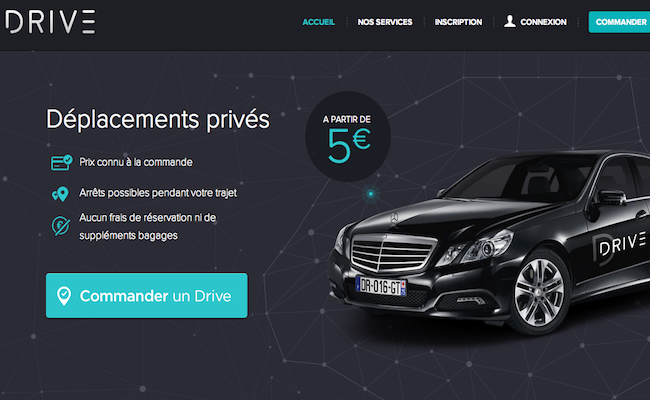 DRIVE
ACCUEIL
NOS SERVICES
INSCRIPTION
CONNEXION
COMMANDER
Déplacements privés
A PARTIR DE
5€
Prix connu à la commande
Arrêts possibles pendant votre trajet
Aucun frais de réservation ni de
suppléments bagages
Commander un Drive
DRIVE
DR-016-GT